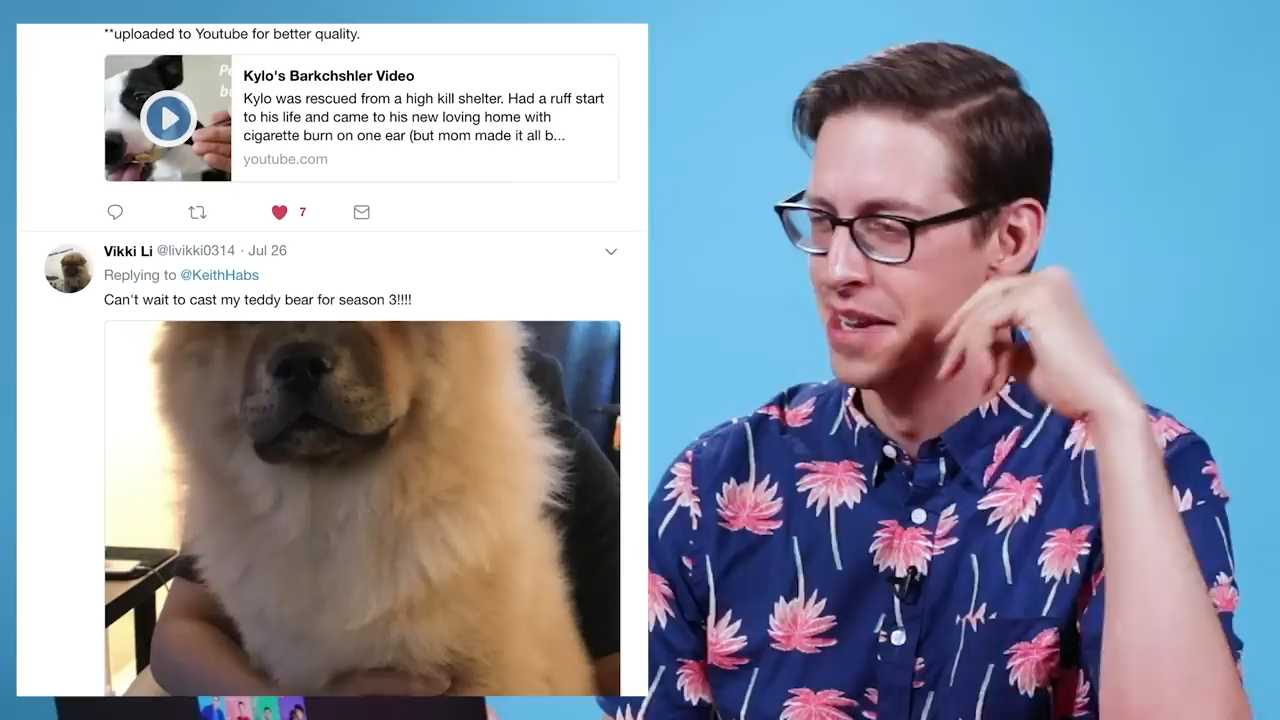 **uploaded to Youtube for better quality.
Kylo's Barkchshler Video
Kylo was rescued from a high kill shelter. Had a ruff start
to his life and came to his new loving home with
cigarette burn on one ear (but mom made it all b...
youtube.com
7
Vikki Li @livikki0314 · Jul 26
Replying to @KeithHabs
Can't wait to cast my teddy bear for season 3!!!!